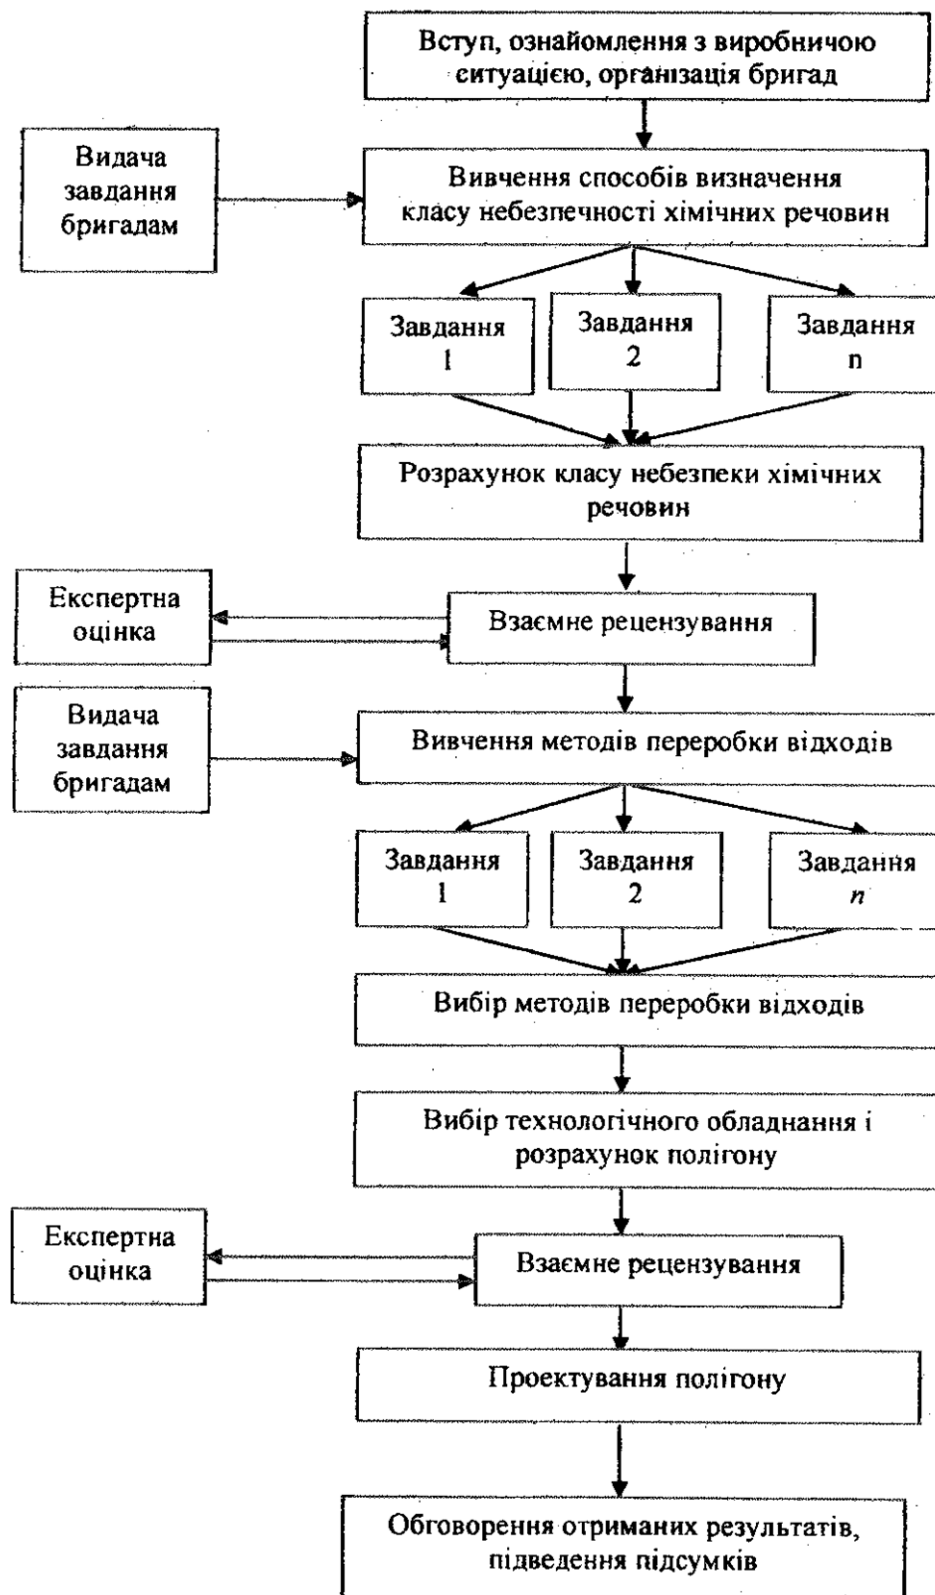 Вступ, ознайомлення з виробничою
ситуацією, організація бригад
Видача
завдання
бригадам
Вивчення способів визначення
класу небезпечності хімічних речовин
Завдання
1
Завдання
2
Завдання
n
Розрахунок класу небезпеки хімічних
речовин
Експертна
оцінка
Взаємне рецензування
Видача
завдання
бригадам
Вивчення методів переробки відходів
Завдання
1
Завдання
2
Завдання
n
Вибір методів переробки відходів
Вибір технологічного обладнання і
розрахунок полігону
Експертна
оцінка
Взаємне рецензування
Проектування полігону
Обговорення отриманих результатів,
підведення підсумків